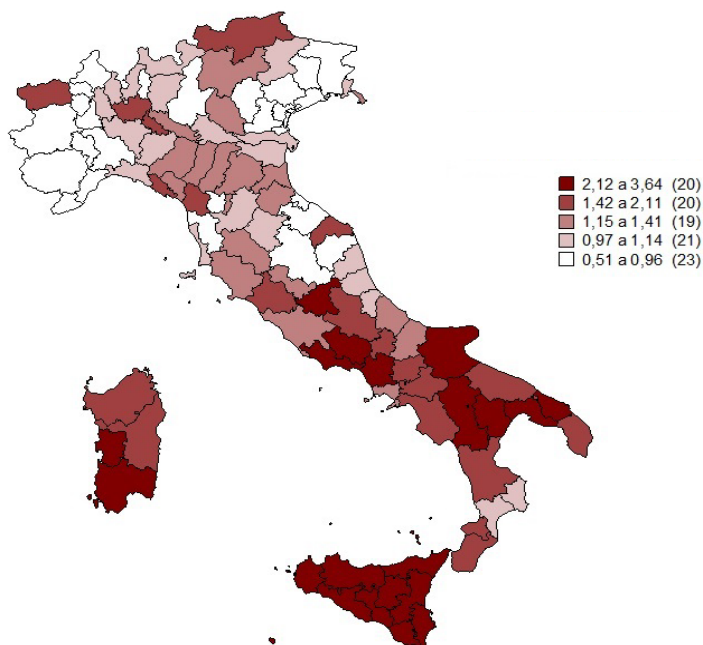 2,12 a 3,64 (20)
1,42 a 2,11 (20)
1,15 a 1,41 (19)
0,97 a 1,14 (21)
0,51 a 0,96 (23)